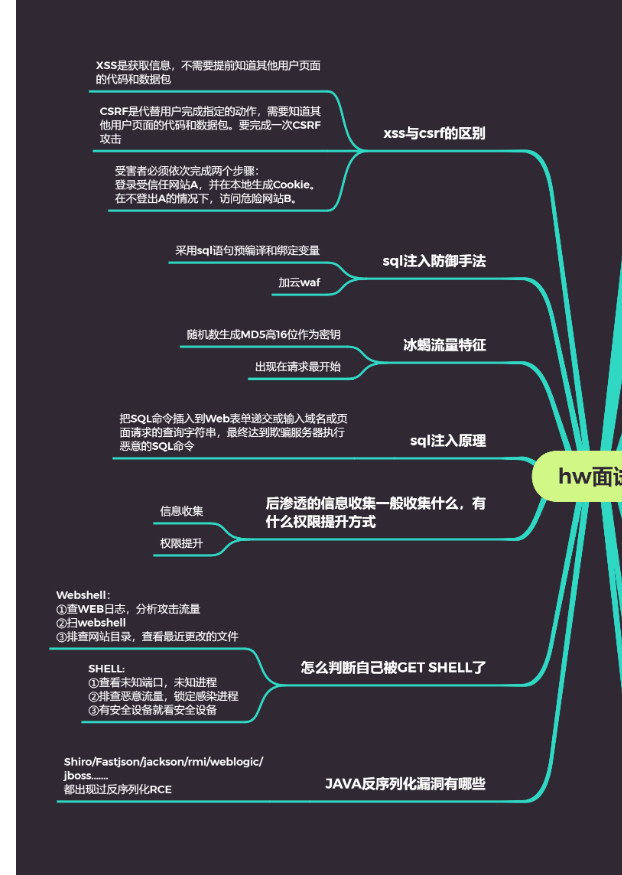 XSS是获取信息，不需要提前知道其他用户页面
的代码和数据包
CSRF是代替用户完成指定的动作，需要知道其
他用户页面的代码和数据包。要完成一次CSRF
攻击
受害者必须依次完成两个步骤：
登录受信任网站A，并在本地生成Cookie。
在不登出A的情况下，访问危险网站B。
xss与csrf的区别
采用sql语句预编译和绑定变量
加云waf
sql注入防御手法
随机数生成MD5高16位作为密钥
出现在请求最开始
冰蝎流量特征
把SQL命令插入到Web表单递交或输入域名或页
面请求的查询字符串，最终达到欺骗服务器执行
恶意的SQL命令
sql注入原理
hw面试
信息收集
权限提升
后渗透的信息收集一般收集什么，有
什么权限提升方式
Webshell：
①查WEB日志，分析攻击流量
②扫webshell
③排查网站目录，查看最近更改的文件
SHELL:
①查看未知端口，未知进程
②排查恶意流量，锁定感染进程
③有安全设备就看安全设备
怎么判断自己被GET SHELL了
Shiro/Fastjson/jackson/rmi/weblogic/
jboss.......
都出现过反序列化RCE
JAVA反序列化漏洞有哪些